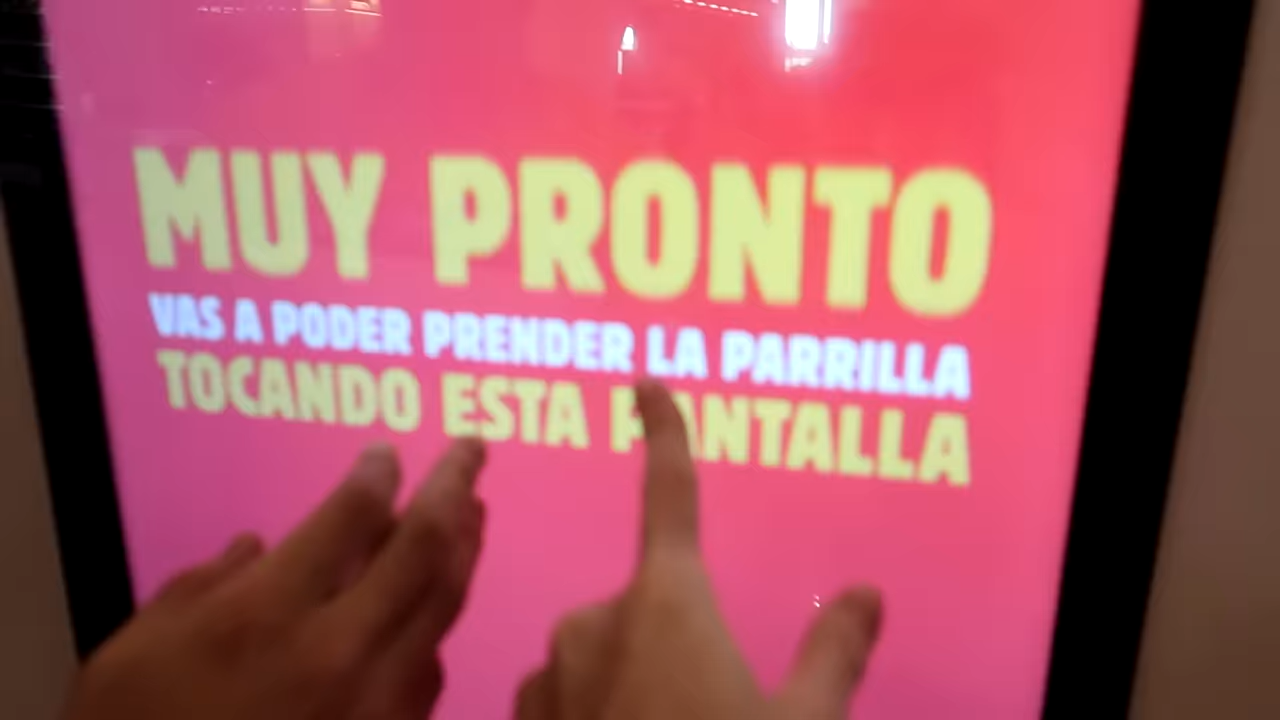 MUY PRONTO
VAS A PODER PRENDER LA PARRILLA
TOCANDO ESTA PANTALLA